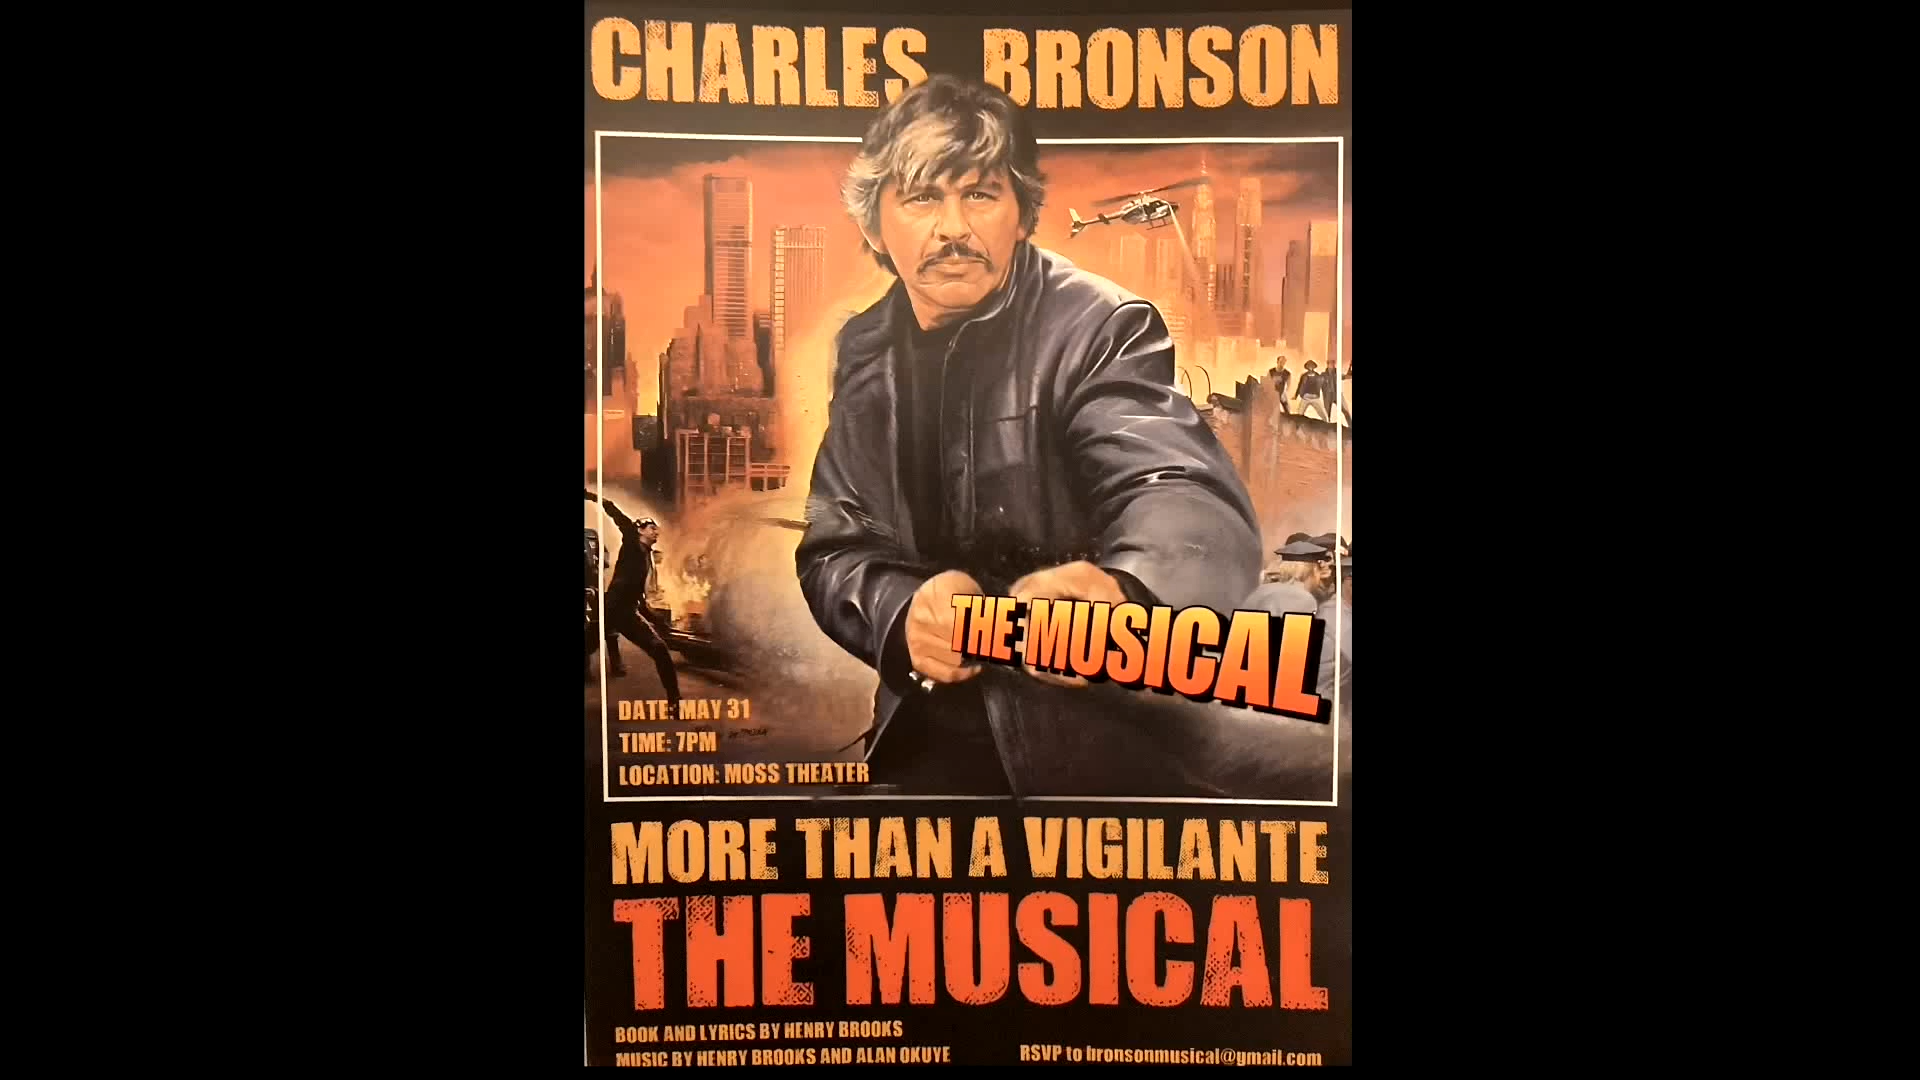 CHARLES BRONSON
THE MUSICAL
DATE: MAY 31
TIME: 7PM
LOCATION: MOSS THEATER
MORE THAN A VIGILANTE
THE MUSICAL
BOOK AND LYRICS BY HENRY BROOKS
MUSIC BY HENRY BROOKS AND ALAN OKUYE
RSVP to bronsonmusical@gmail.com